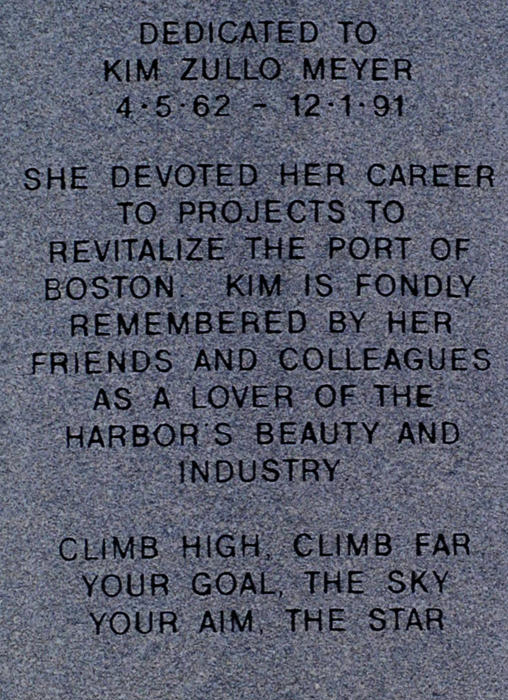 DEDICATED TO
KIM ZULLO MEYER
4·5·62 - 12·1·91
SHE DEVOTED HER CAREER
TO PROJECTS TO
REVITALIZE THE PORT OF
BOSTON. KIM IS FONDLY
REMEMBERED BY HER
FRIENDS AND COLLEAGUES
AS A LOVER OF THE
HARBOR'S BEAUTY AND
INDUSTRY.
CLIMB HIGH, CLIMB FAR
YOUR GOAL, THE SKY
YOUR AIM, THE STAR